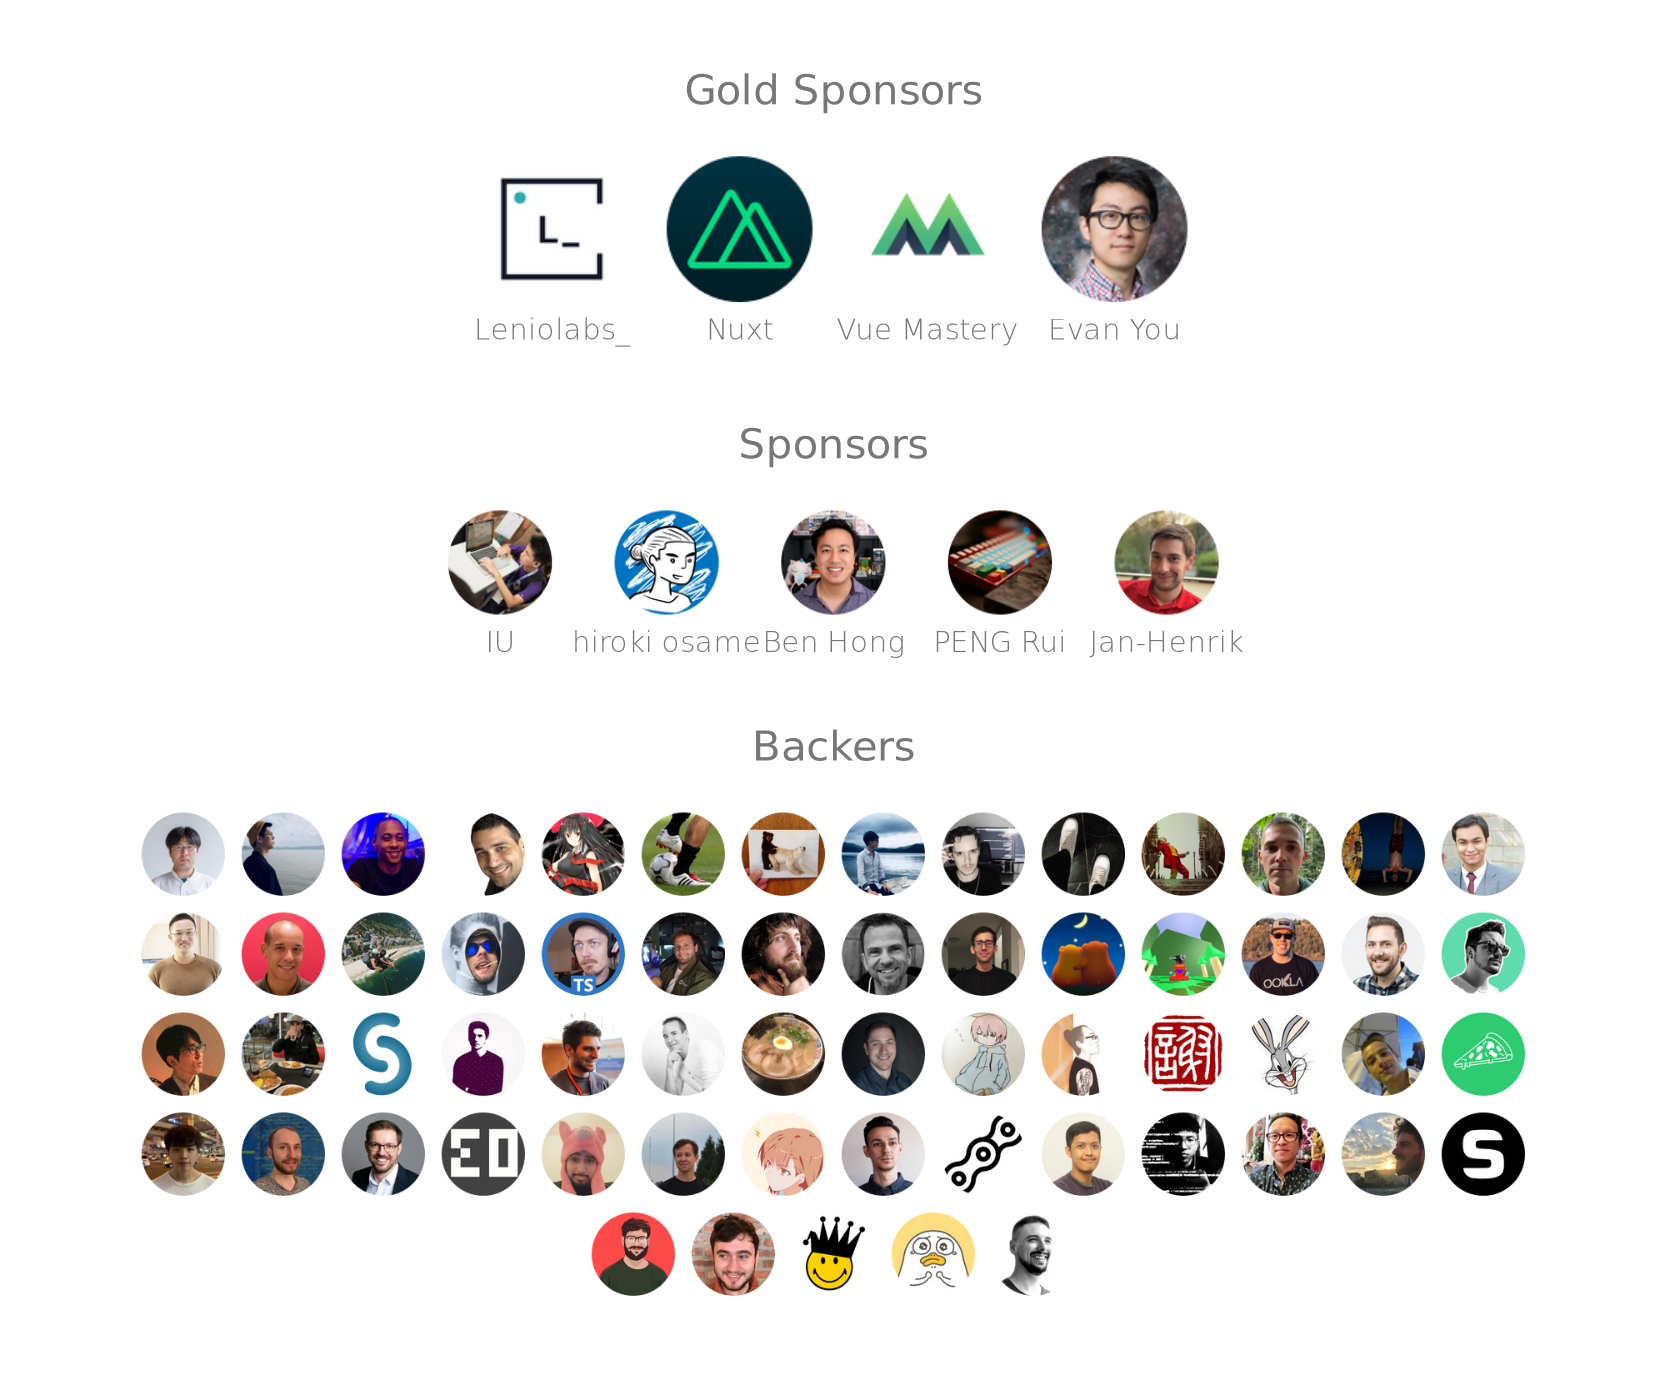 Gold Sponsors
L_
Leniolabs_ Nuxt Vue Mastery Evan You
Sponsors
IU hiroki osame Ben Hong PENG Rui Jan-Henrik
Backers
TS
OOKLA
謝
S